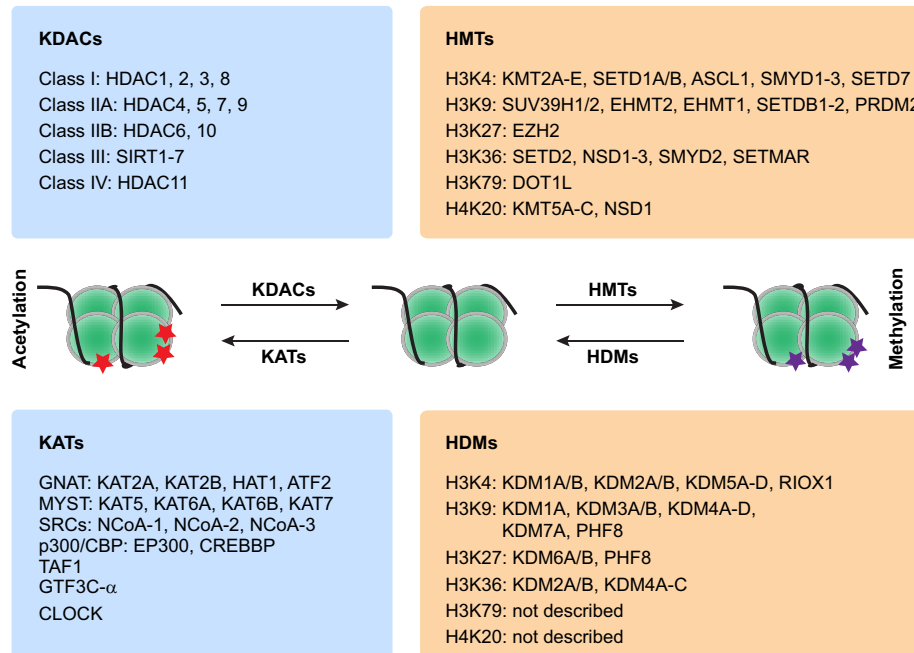 KDACs
Class I: HDAC1, 2, 3, 8
Class IIA: HDAC4, 5, 7, 9
Class IIB: HDAC6, 10
Class III: SIRT1-7
Class IV: HDAC11
HMTs
H3K4: KMT2A-E, SETD1A/B, ASCL1, SMYD1-3, SETD7
H3K9: SUV39H1/2, EHMT2, EHMT1, SETDB1-2, PRDM2
H3K27: EZH2
H3K36: SETD2, NSD1-3, SMYD2, SETMAR
H3K79: DOT1L
H4K20: KMT5A-C, NSD1
Acetylation
KDACs
KATs
HMTs
HDMs
Methylation
KATs
GNAT: KAT2A, KAT2B, HAT1, ATF2
MYST: KAT5, KAT6A, KAT6B, KAT7
SRCs: NCoA-1, NCoA-2, NCoA-3
p300/CBP: EP300, CREBBP
TAF1
GTF3C-α
CLOCK
HDMs
H3K4: KDM1A/B, KDM2A/B, KDM5A-D, RIOX1
H3K9: KDM1A, KDM3A/B, KDM4A-D,
KDM7A, PHF8
H3K27: KDM6A/B, PHF8
H3K36: KDM2A/B, KDM4A-C
H3K79: not described
H4K20: not described